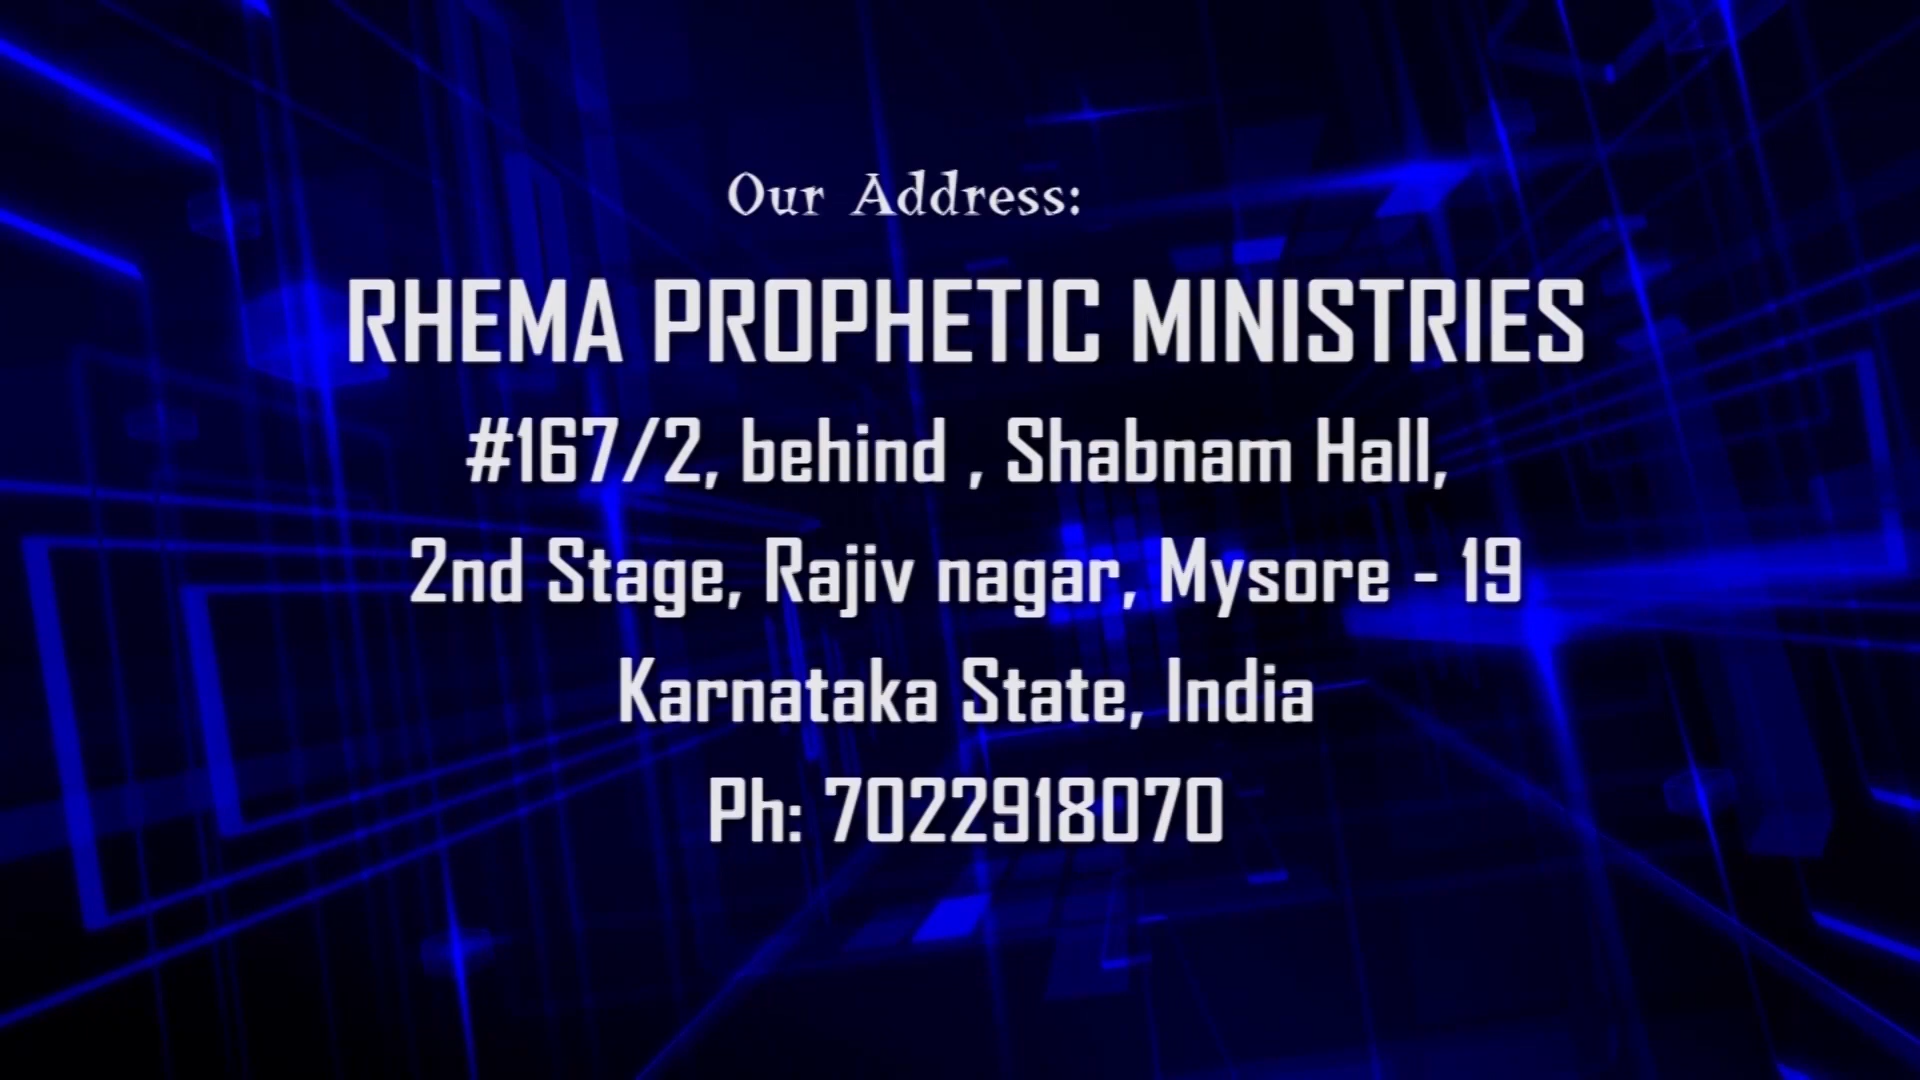 Our Address:
RHEMA PROPHETIC MINISTRIES
#167/2, behind , Shabnam Hall,
2nd Stage, Rajiv nagar, Mysore - 19
Karnataka State, India
Ph: 7022918070